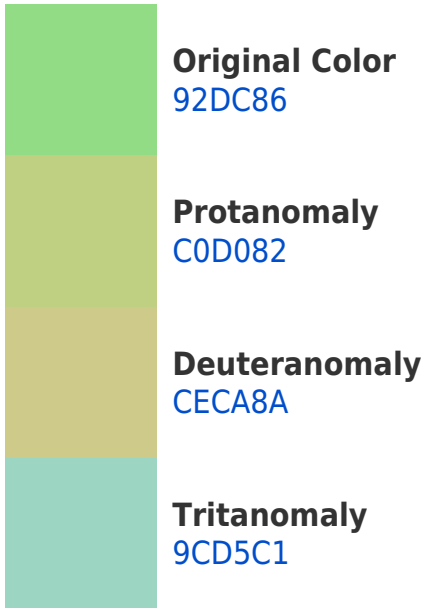 Original Color
92DC86
Protanomaly
C0D082
Deuteranomaly
CECA8A
Tritanomaly
9CD5C1